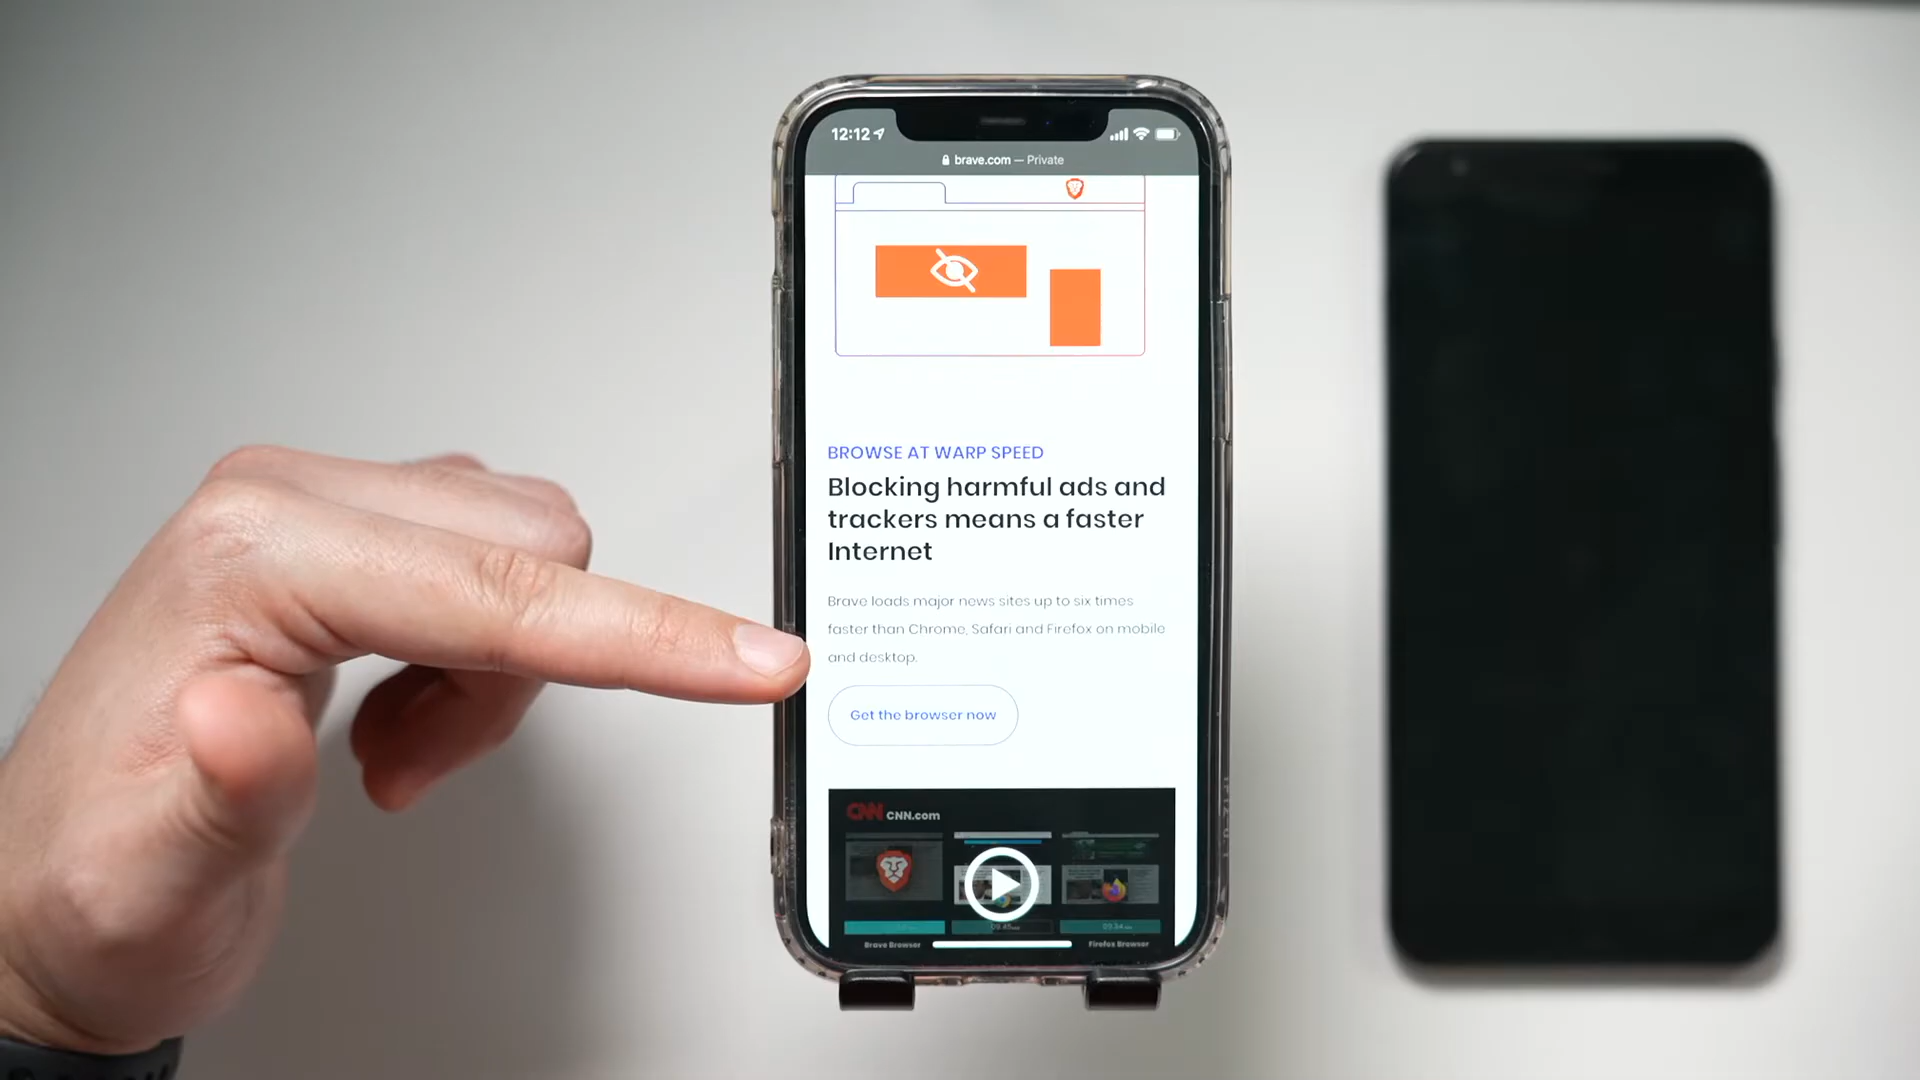 12:12
brave.com — Private
BROWSE AT WARP SPEED
Blocking harmful ads and
trackers means a faster
Internet
Brave loads major news sites up to six times
faster than Chrome, Safari and Firefox on mobile
and desktop.
Get the browser now
CNN CNN.com
Brave Browser
Firefox Browser